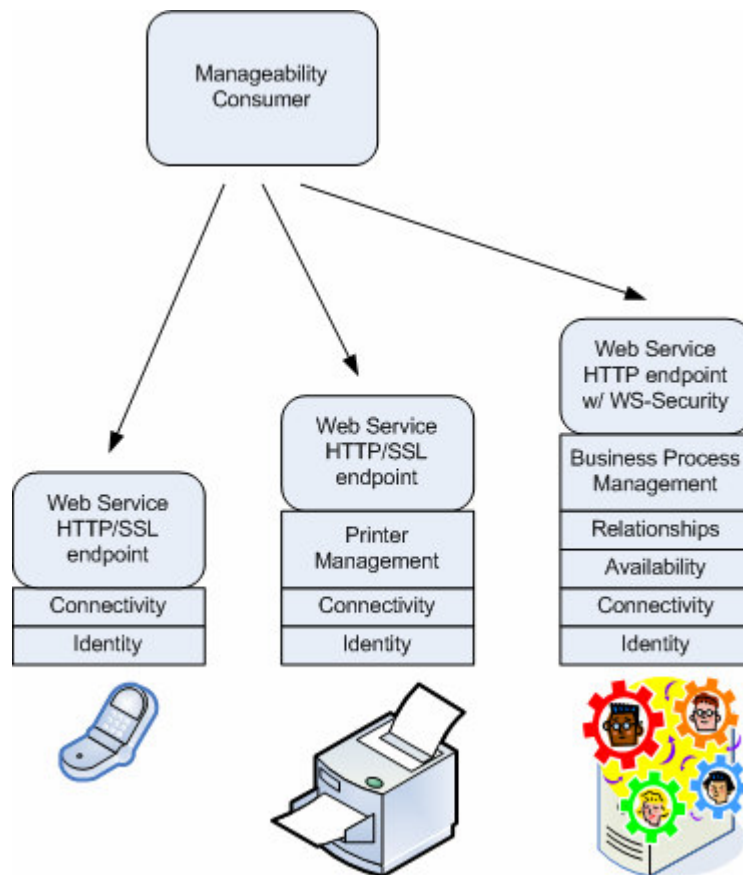 Manageability
Consumer
Web Service
HTTP/SSL
endpoint
Connectivity
Identity
Web Service
HTTP/SSL
endpoint
Printer
Management
Connectivity
Identity
Web Service
HTTP endpoint
w/ WS-Security
Business Process
Management
Relationships
Availability
Connectivity
Identity